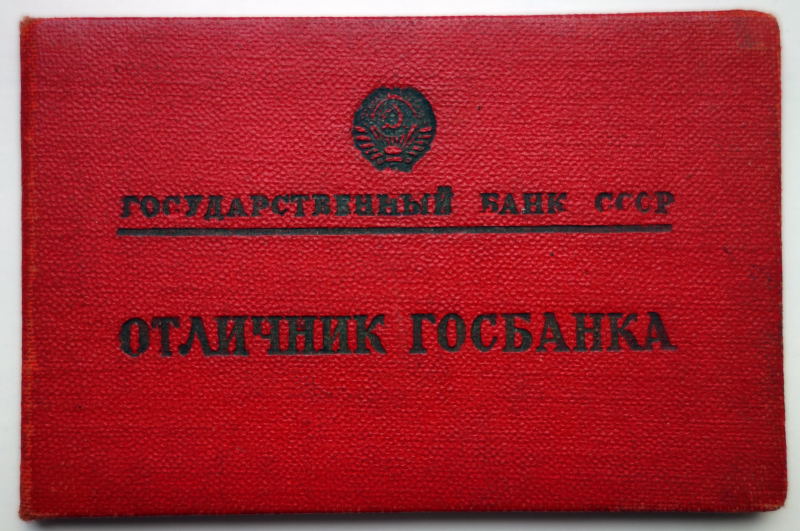 ГОСУДАРСТВЕННЫЙ БАНК СССР
ОТЛИЧНИК ГОСБАНКА